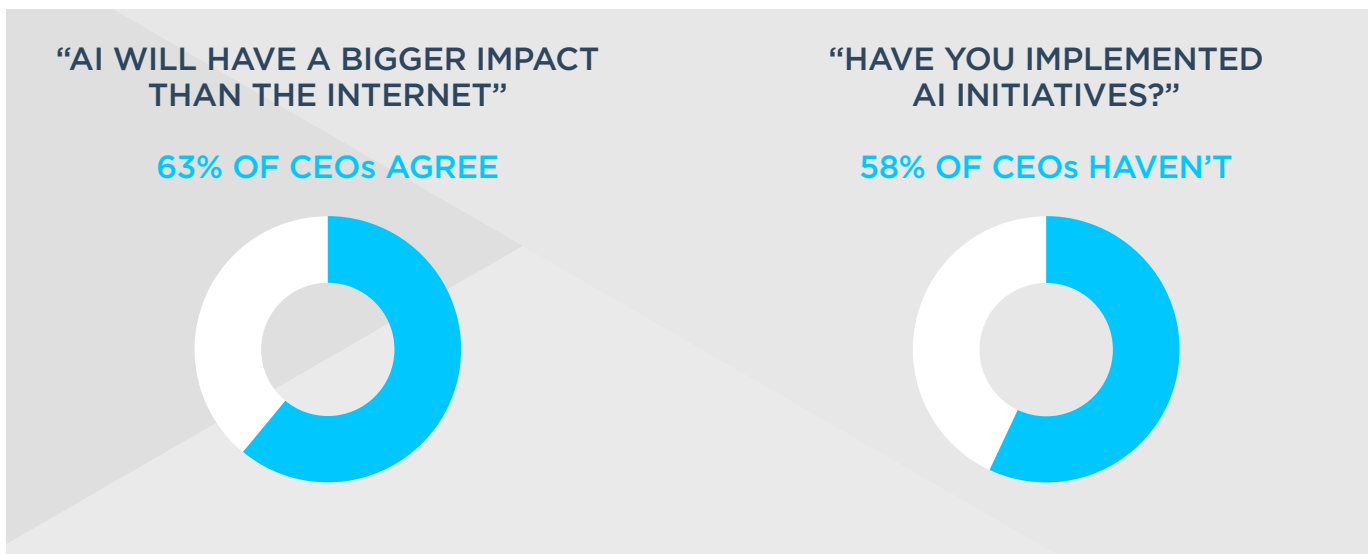 “AI WILL HAVE A BIGGER IMPACT
THAN THE INTERNET”
63% OF CEOs AGREE
“HAVE YOU IMPLEMENTED
AI INITIATIVES?”
58% OF CEOs HAVEN’T